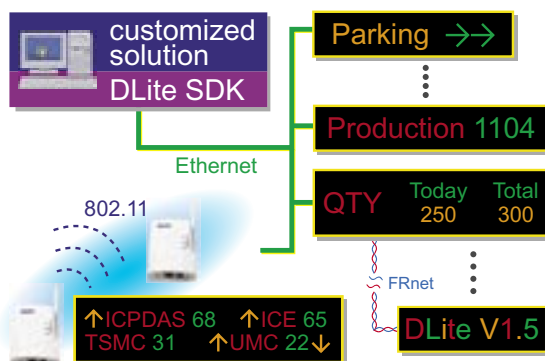 customized
solution
DLite SDK
Parking →→
Production 1104
Ethernet
QTY Today Total
250 300
802.11
FRnet
↑ICPDAS 68 ↑ICE 65
TSMC 31 ↑UMC 22↓
DLite V1.5